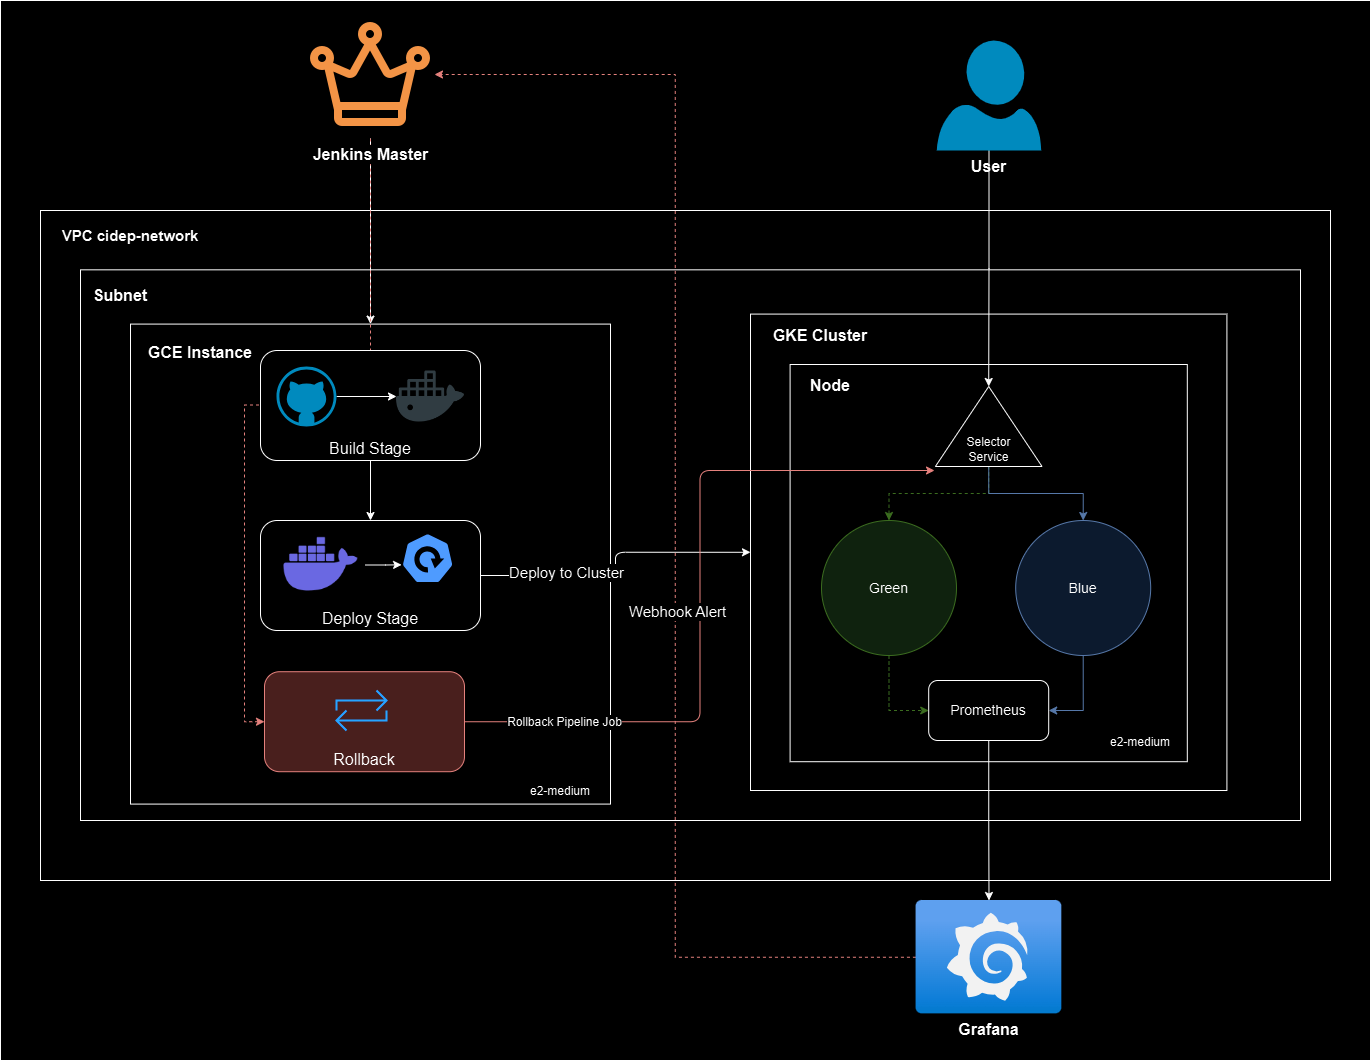 Jenkins Master
User
VPC cidep-network
Subnet
GCE Instance
Build Stage
Deploy Stage
Deploy to Cluster
Webhook Alert
Rollback Pipeline Job
Rollback
e2-medium
GKE Cluster
Node
Selector
Service
Green
Blue
Prometheus
e2-medium
Grafana